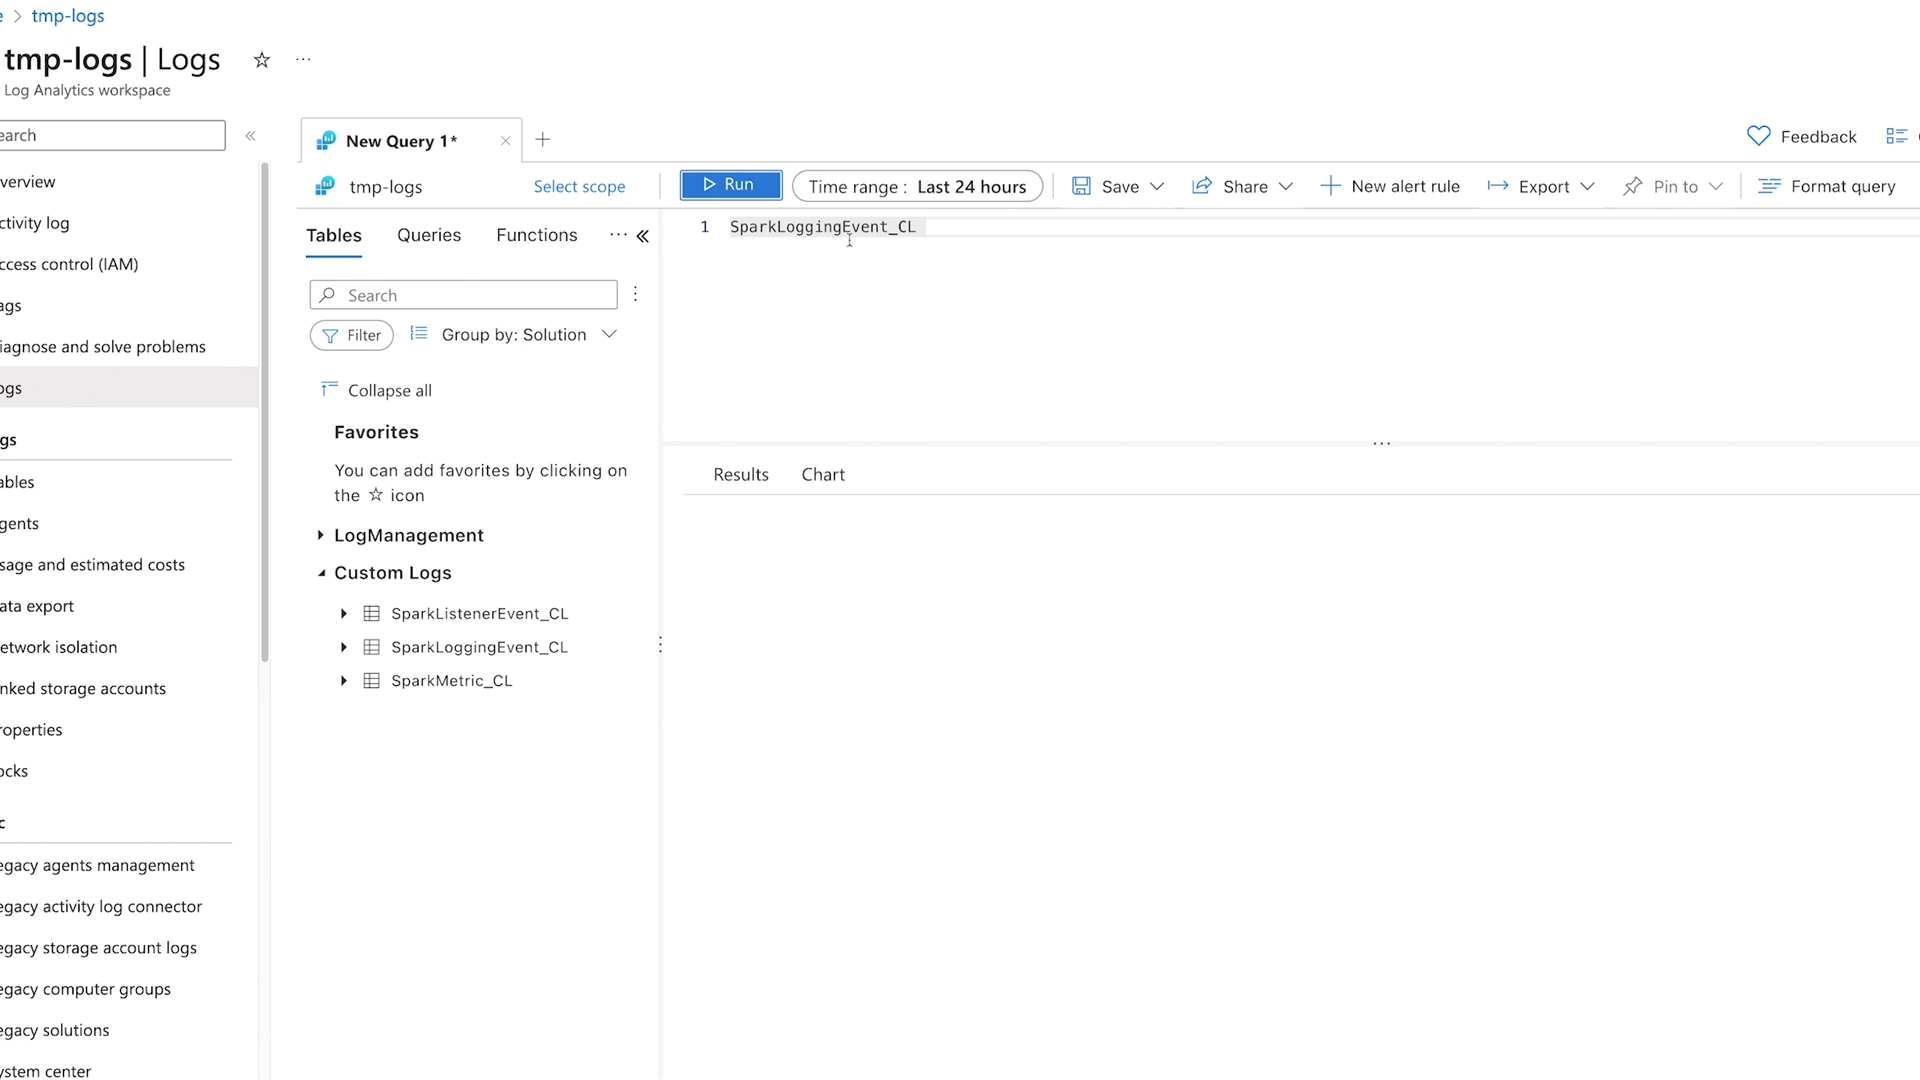 e > tmp-logs
tmp-logs | Logs ☆ ...
Log Analytics workspace
earch «
verview
ctivity log
ccess control (IAM)
ags
iagnose and solve problems
ogs
gs
ables
gents
sage and estimated costs
ata export
etwork isolation
nked storage accounts
roperties
ocks
c
egacy agents management
egacy activity log connector
egacy storage account logs
egacy computer groups
egacy solutions
ystem center
New Query 1* × +
Feedback
tmp-logs Select scope Run Time range : Last 24 hours Save Share New alert rule Export Pin to Format query
Tables Queries Functions ... «
Search
Filter Group by: Solution
Collapse all
Favorites
You can add favorites by clicking on
the ☆ icon
LogManagement
Custom Logs
SparkListenerEvent_CL
SparkLoggingEvent_CL
SparkMetric_CL
1 SparkLoggingEvent_CL
...
Results Chart